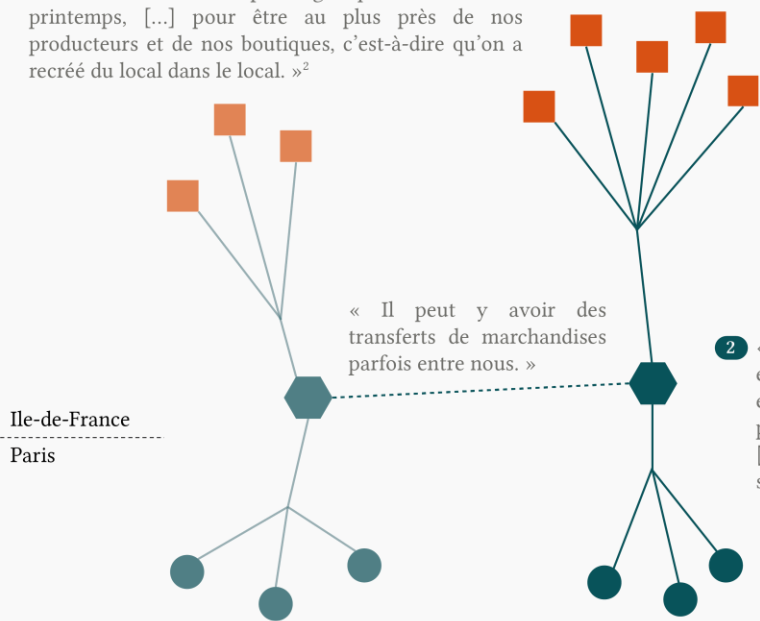 printemps, [...] pour être au plus près de nos
producteurs et de nos boutiques, c'est-à-dire qu'on a
recréé du local dans le local. »²
« Il peut y avoir des
transferts de marchandises
parfois entre nous. »
2 «
Ile-de-France
Paris
[